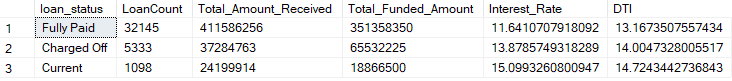 loan_status LoanCount Total_Amount_Received Total_Funded_Amount Interest_Rate DTI
1 Fully Paid 32145 411586256 351358350 11.6410707918092 13.1673507557434
2 Charged Off 5333 37284763 65532225 13.8785749318289 14.0047328005517
3 Current 1098 24199914 18866500 15.0993260800947 14.7243442736843